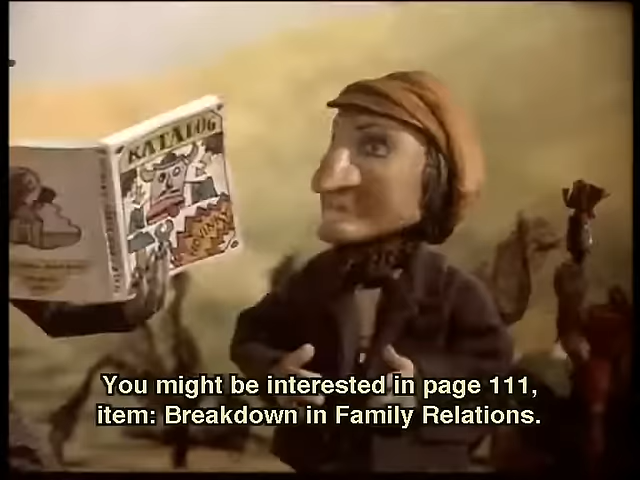 KATALOG
You might be interested in page 111,
item: Breakdown in Family Relations.